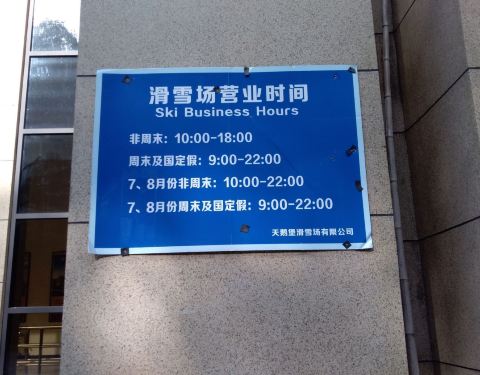 滑雪场营业时间
Ski Business Hours
非周末：10:00-18:00
周末及国定假：9:00-22:00
7、8月份非周末：10:00-22:00
7、8月份周末及国定假：9:00-22:00
天鹅堡滑雪场有限公司